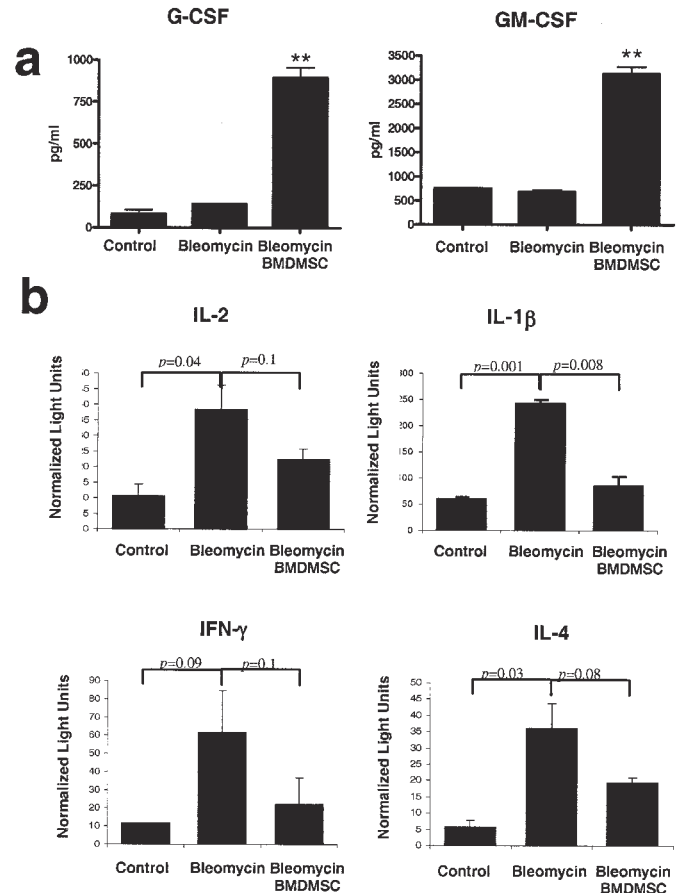 a
G-CSF
1000
750
500
250
0
pg/ml
**
Control
Bleomycin
Bleomycin
BMDMSC
GM-CSF
3500
3000
2500
2000
1500
1000
500
0
pg/ml
**
Control
Bleomycin
Bleomycin
BMDMSC
b
IL-2
p=0.04
p=0.1
Normalized Light Units
Control
Bleomycin
Bleomycin
BMDMSC
IL-1β
p=0.001
p=0.008
250
100
50
0
Normalized Light Units
Control
Bleomycin
Bleomycin
BMDMSC
IFN-γ
p=0.09
p=0.1
90
80
70
60
50
40
30
20
10
0
Normalized Light Units
Control
Bleomycin
Bleomycin
BMDMSC
IL-4
p=0.03
p=0.08
50
45
40
35
30
25
20
15
10
5
0
Normalized Light Units
Control
Bleomycin
Bleomycin
BMDMSC